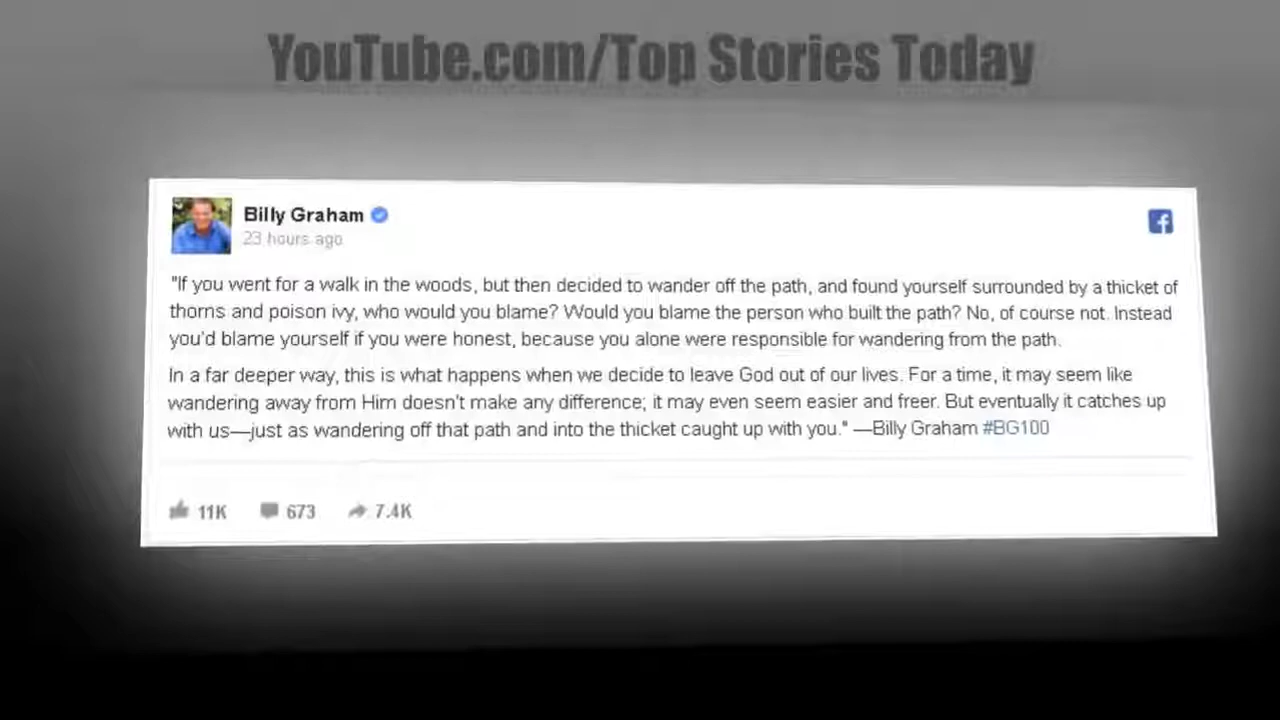 YouTube.com/Top Stories Today
Billy Graham
23 hours ago
"If you went for a walk in the woods, but then decided to wander off the path, and found yourself surrounded by a thicket of
thorns and poison ivy, who would you blame? Would you blame the person who built the path? No, of course not. Instead
you'd blame yourself if you were honest, because you alone were responsible for wandering from the path.
In a far deeper way, this is what happens when we decide to leave God out of our lives. For a time, it may seem like
wandering away from Him doesn't make any difference; it may even seem easier and freer. But eventually it catches up
with us—just as wandering off that path and into the thicket caught up with you." —Billy Graham #BG100
11K 673 7.4K